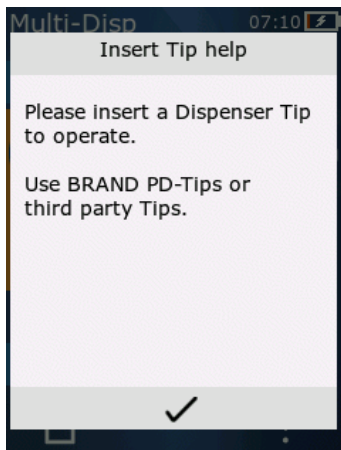 Multi-Disp 07:10
Insert Tip help
Please insert a Dispenser Tip
to operate.
Use BRAND PD-Tips or
third party Tips.